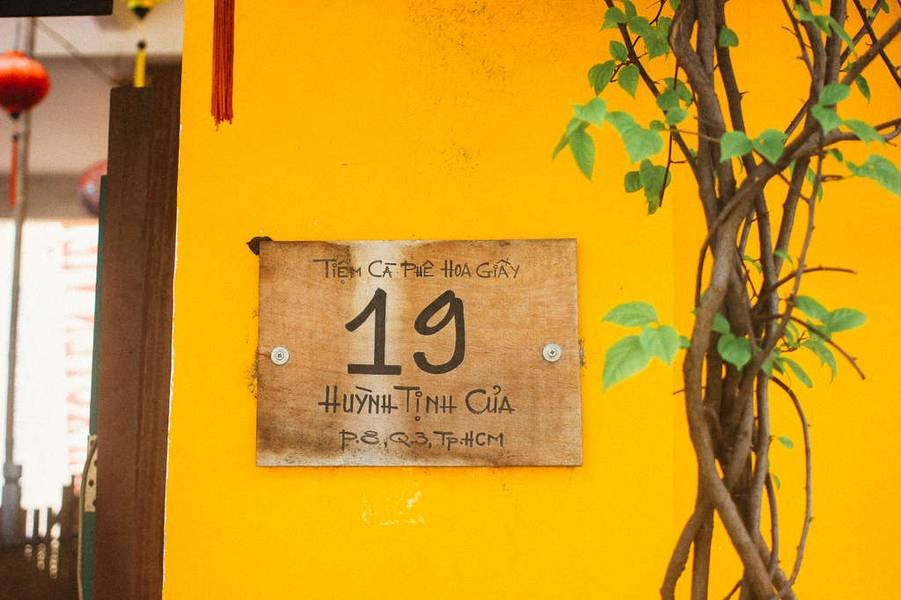 Tiệm Cà Phê Hoa Giấy
19
Huỳnh Tịnh Của
P.8, Q.3, Tp.HCM